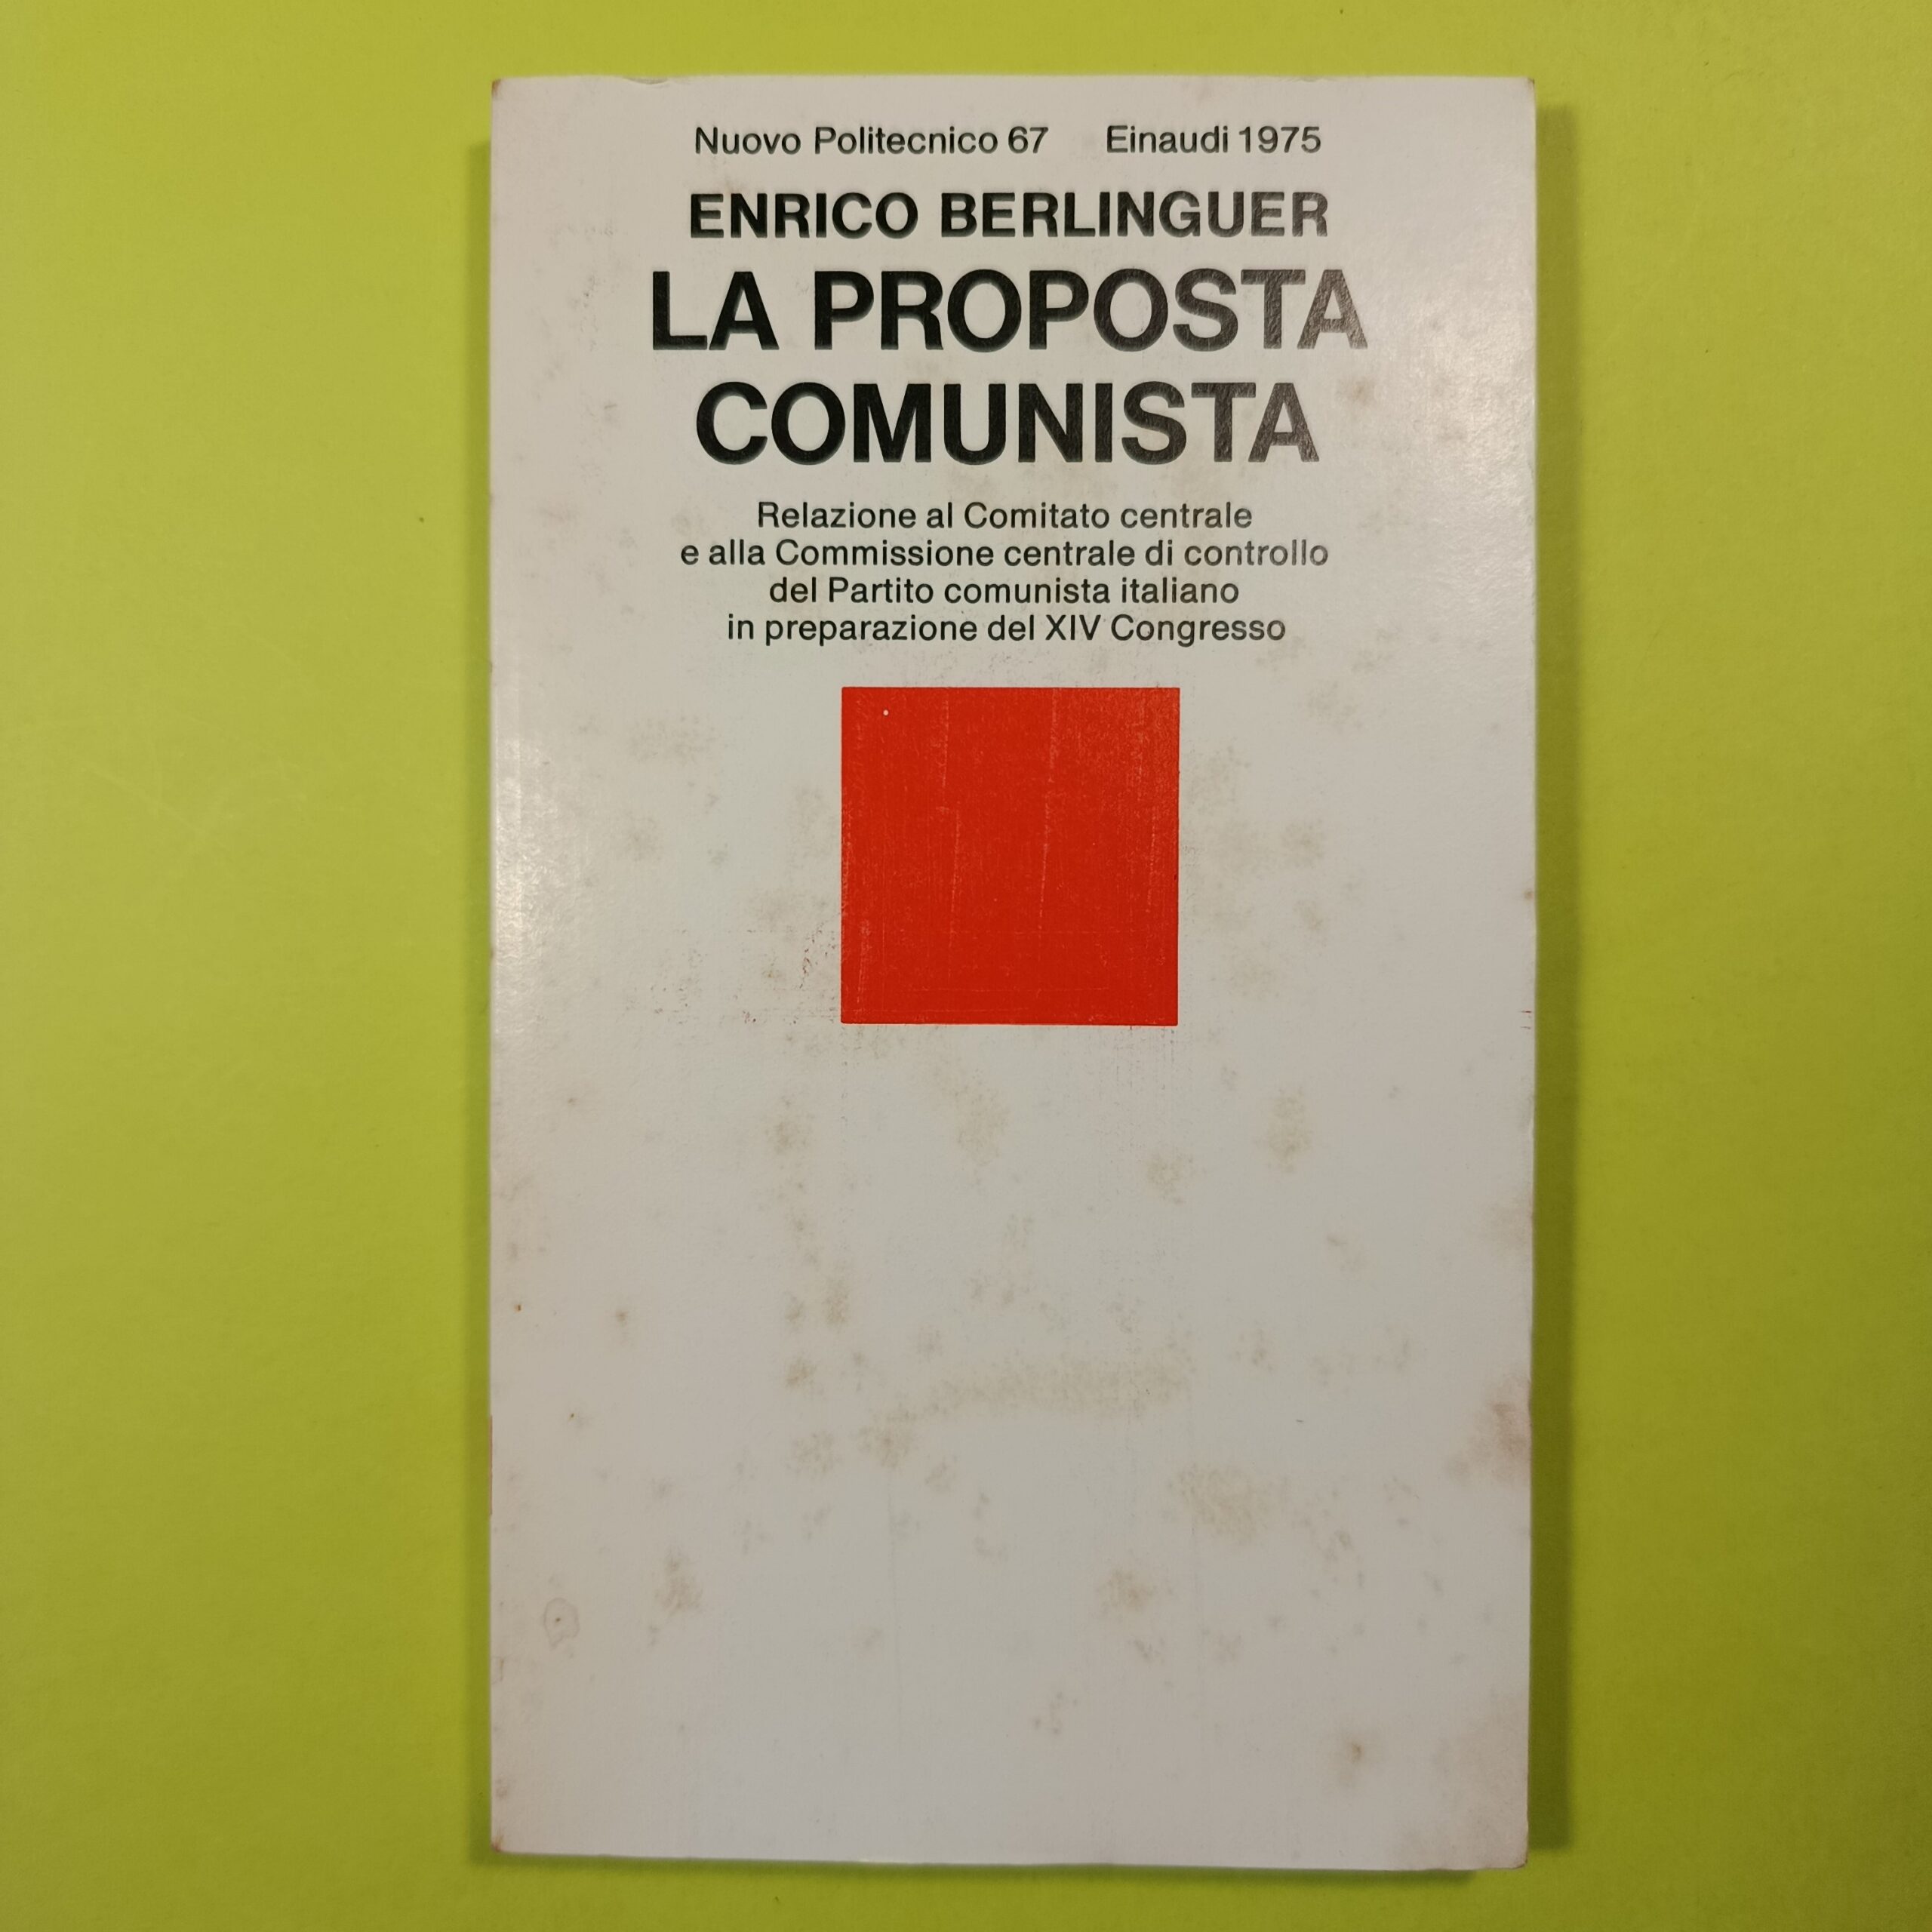 Nuovo Politecnico 67 Einaudi 1975
ENRICO BERLINGUER
LA PROPOSTA
COMUNISTA
Relazione al Comitato centrale
e alla Commissione centrale di controllo
del Partito comunista italiano
in preparazione del XIV Congresso